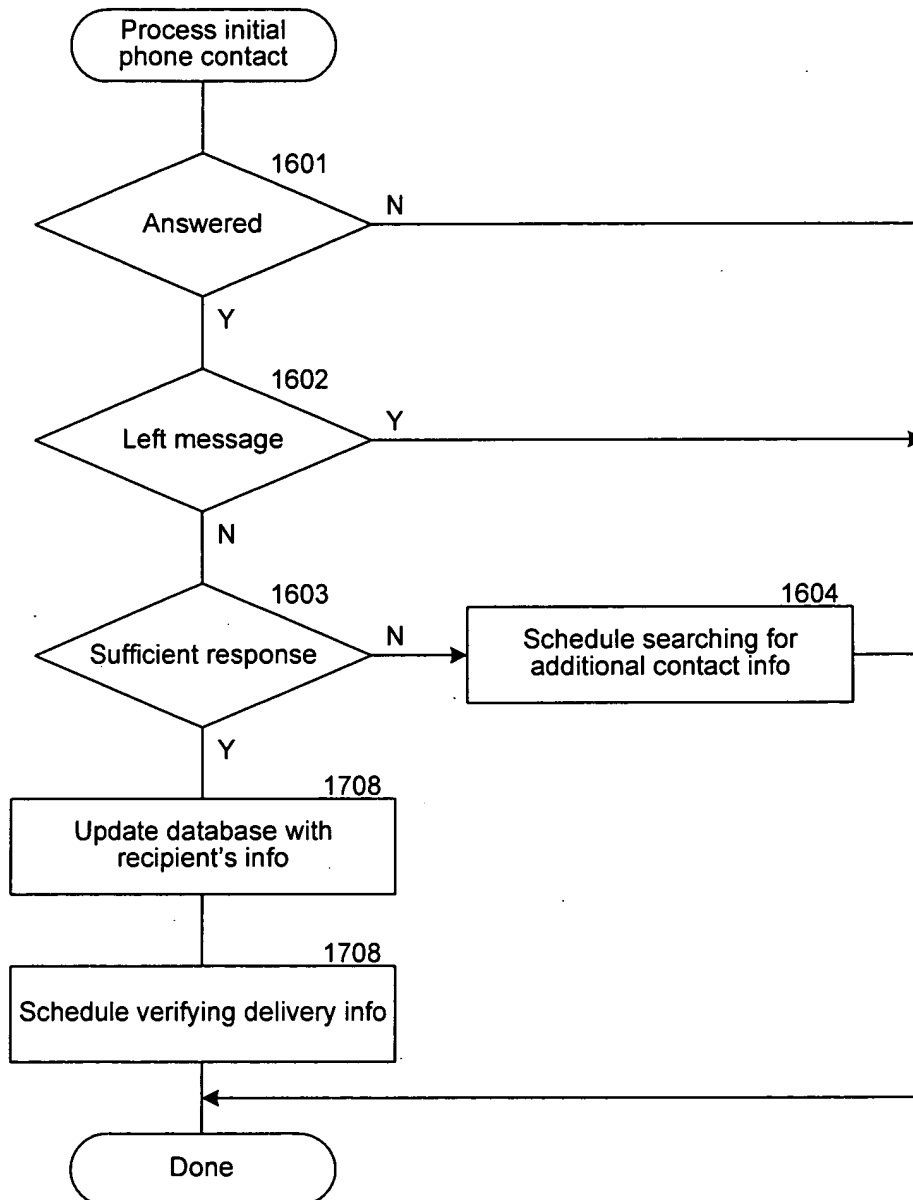 Process initial
phone contact
1601
Answered
N
Y
1602
Left message
Y
N
1603
Sufficient response
N
1604
Schedule searching for
additional contact info
Y
1708
Update database with
recipient's info
1708
Schedule verifying delivery info
Done